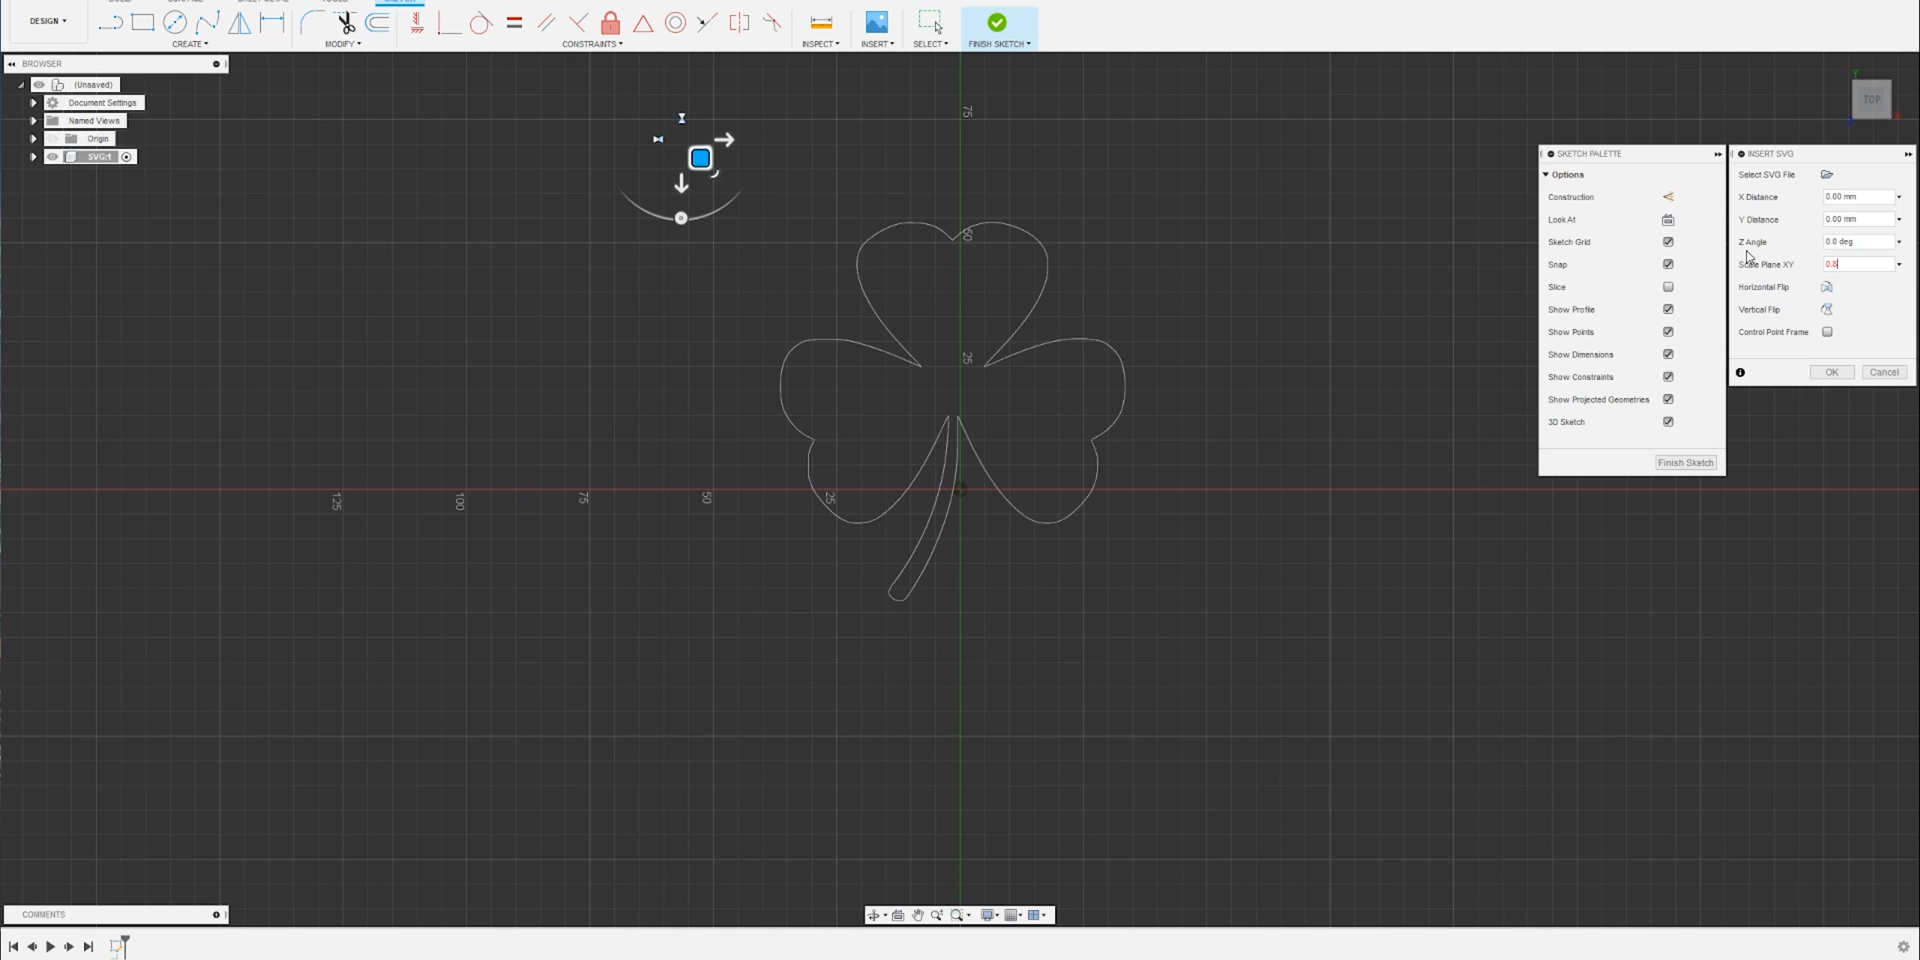 DESIGN
CREATE
MODIFY
CONSTRAINTS
INSPECT
INSERT
SELECT
FINISH SKETCH
BROWSER
(Unsaved)
Document Settings
Named Views
Origin
SVG:1
TOP
Y
75
50
25
125
100
75
50
25
SKETCH PALETTE
Options
Construction
Look At
Sketch Grid
Snap
Slice
Show Profile
Show Points
Show Dimensions
Show Constraints
Show Projected Geometries
3D Sketch
Finish Sketch
INSERT SVG
Select SVG File
X Distance 0.00 mm
Y Distance 0.00 mm
Z Angle 0.0 deg
Scale Plane XY 0.8
Horizontal Flip
Vertical Flip
Control Point Frame
OK Cancel
COMMENTS